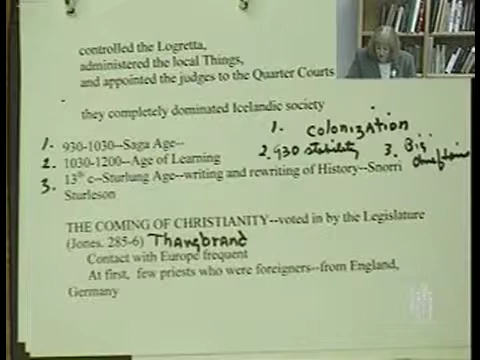 controlled the Logretta,
administered the local Things,
and appointed the judges to the Quarter Courts
they completely dominated Icelandic society
1. colonization
1. 930-1030--Saga Age--
2. 930 stability 3. Big chieftains
2. 1030-1200--Age of Learning
3. 13th c--Sturlung Age--writing and rewriting of History--Snorri
Sturleson
THE COMING OF CHRISTIANITY--voted in by the Legislature
(Jones. 285-6) Thangbrand
Contact with Europe frequent
At first, few priests who were foreigners--from England,
Germany